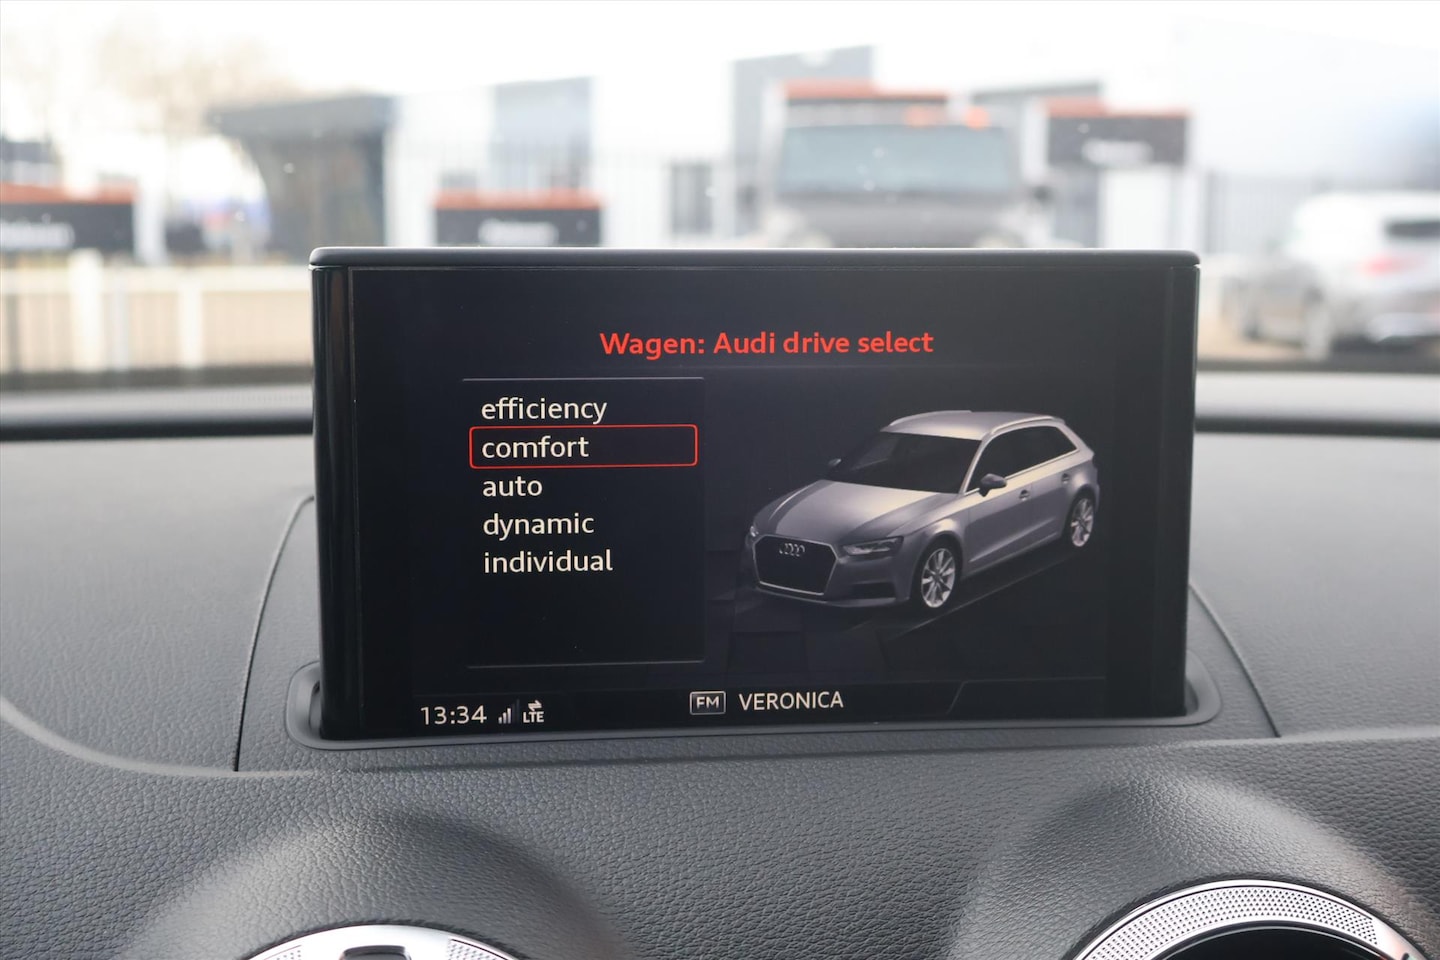 Wagen: Audi drive select
efficiency
comfort
auto
dynamic
individual
13:34 LTE
FM VERONICA